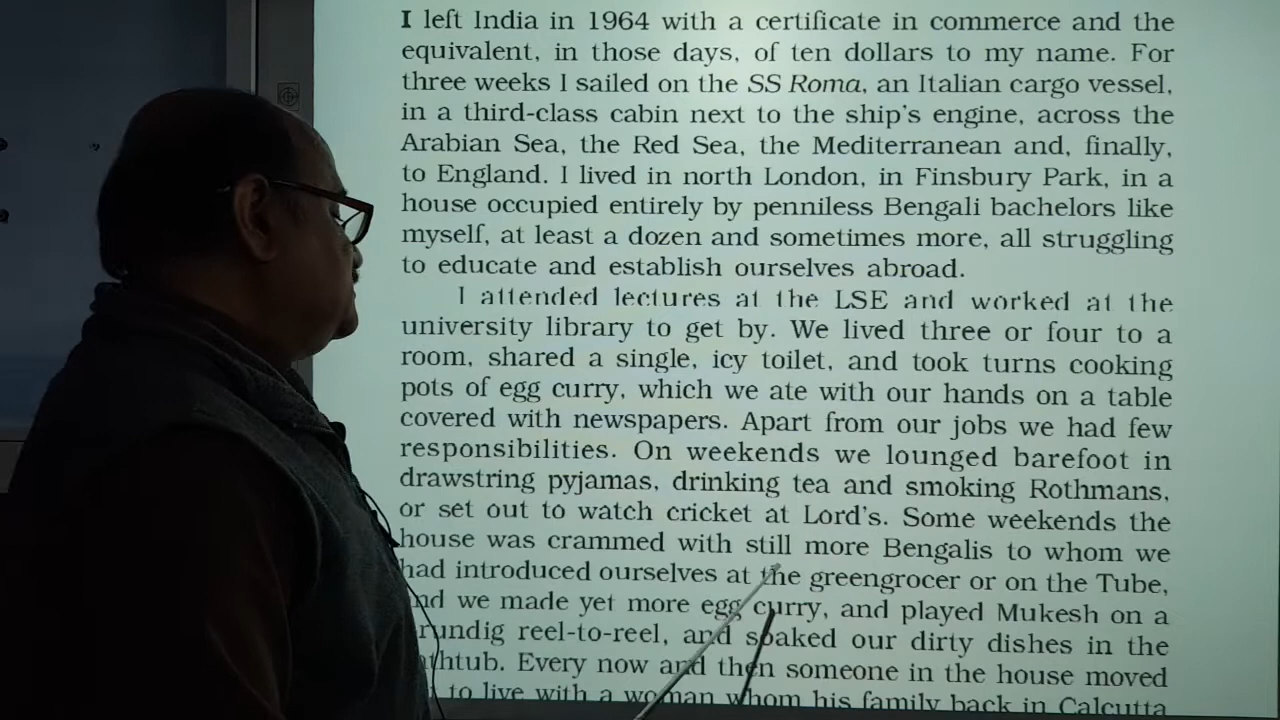 I left India in 1964 with a certificate in commerce and the
equivalent, in those days, of ten dollars to my name. For
three weeks I sailed on the SS Roma, an Italian cargo vessel,
in a third-class cabin next to the ship's engine, across the
Arabian Sea, the Red Sea, the Mediterranean and, finally,
to England. I lived in north London, in Finsbury Park, in a
house occupied entirely by penniless Bengali bachelors like
myself, at least a dozen and sometimes more, all struggling
to educate and establish ourselves abroad.
I attended lectures at the LSE and worked at the
university library to get by. We lived three or four to a
room, shared a single, icy toilet, and took turns cooking
pots of egg curry, which we ate with our hands on a table
covered with newspapers. Apart from our jobs we had few
responsibilities. On weekends we lounged barefoot in
drawstring pyjamas, drinking tea and smoking Rothmans,
or set out to watch cricket at Lord's. Some weekends the
house was crammed with still more Bengalis to whom we
had introduced ourselves at the greengrocer or on the Tube,
and we made yet more egg curry, and played Mukesh on a
rundig reel-to-reel, and soaked our dirty dishes in the
athtub. Every now and then someone in the house moved
to live with a woman whom his family back in Calcutta